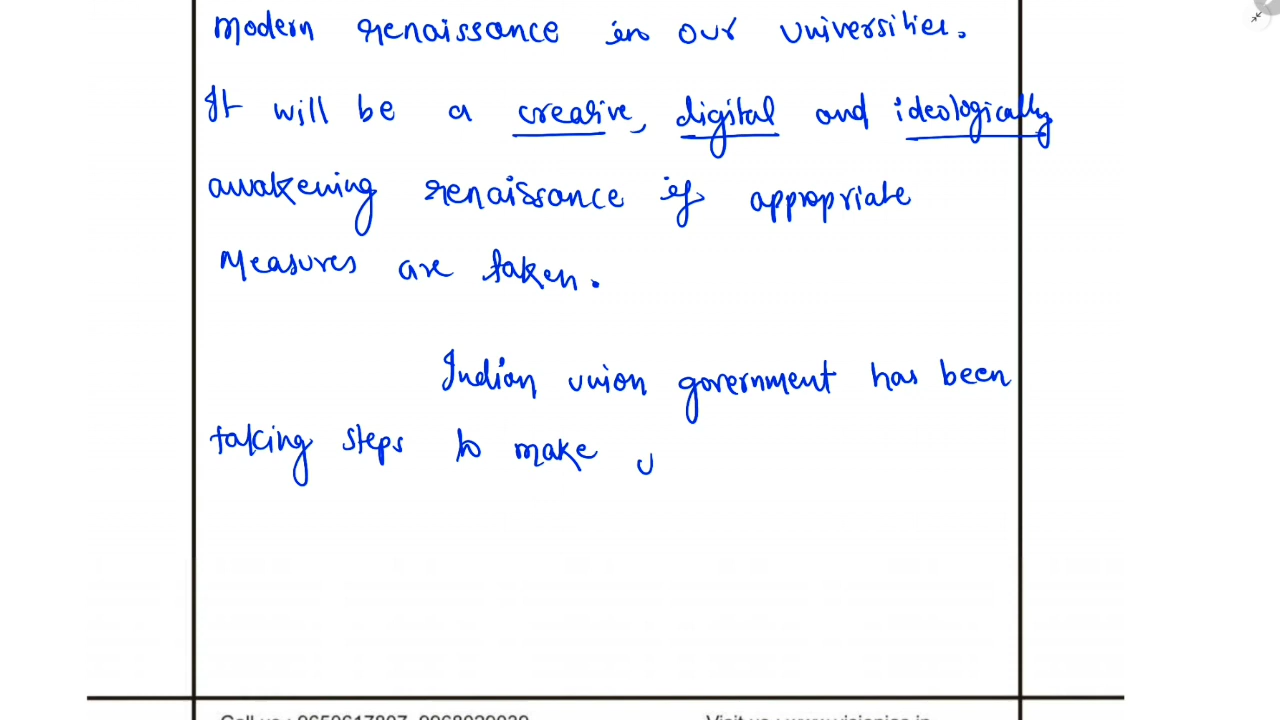 modern renaissance in our universities.
It will be a creative, digital and ideologically
awakening renaissance if appropriate
measures are taken.
Indian union government has been
taking steps to make u